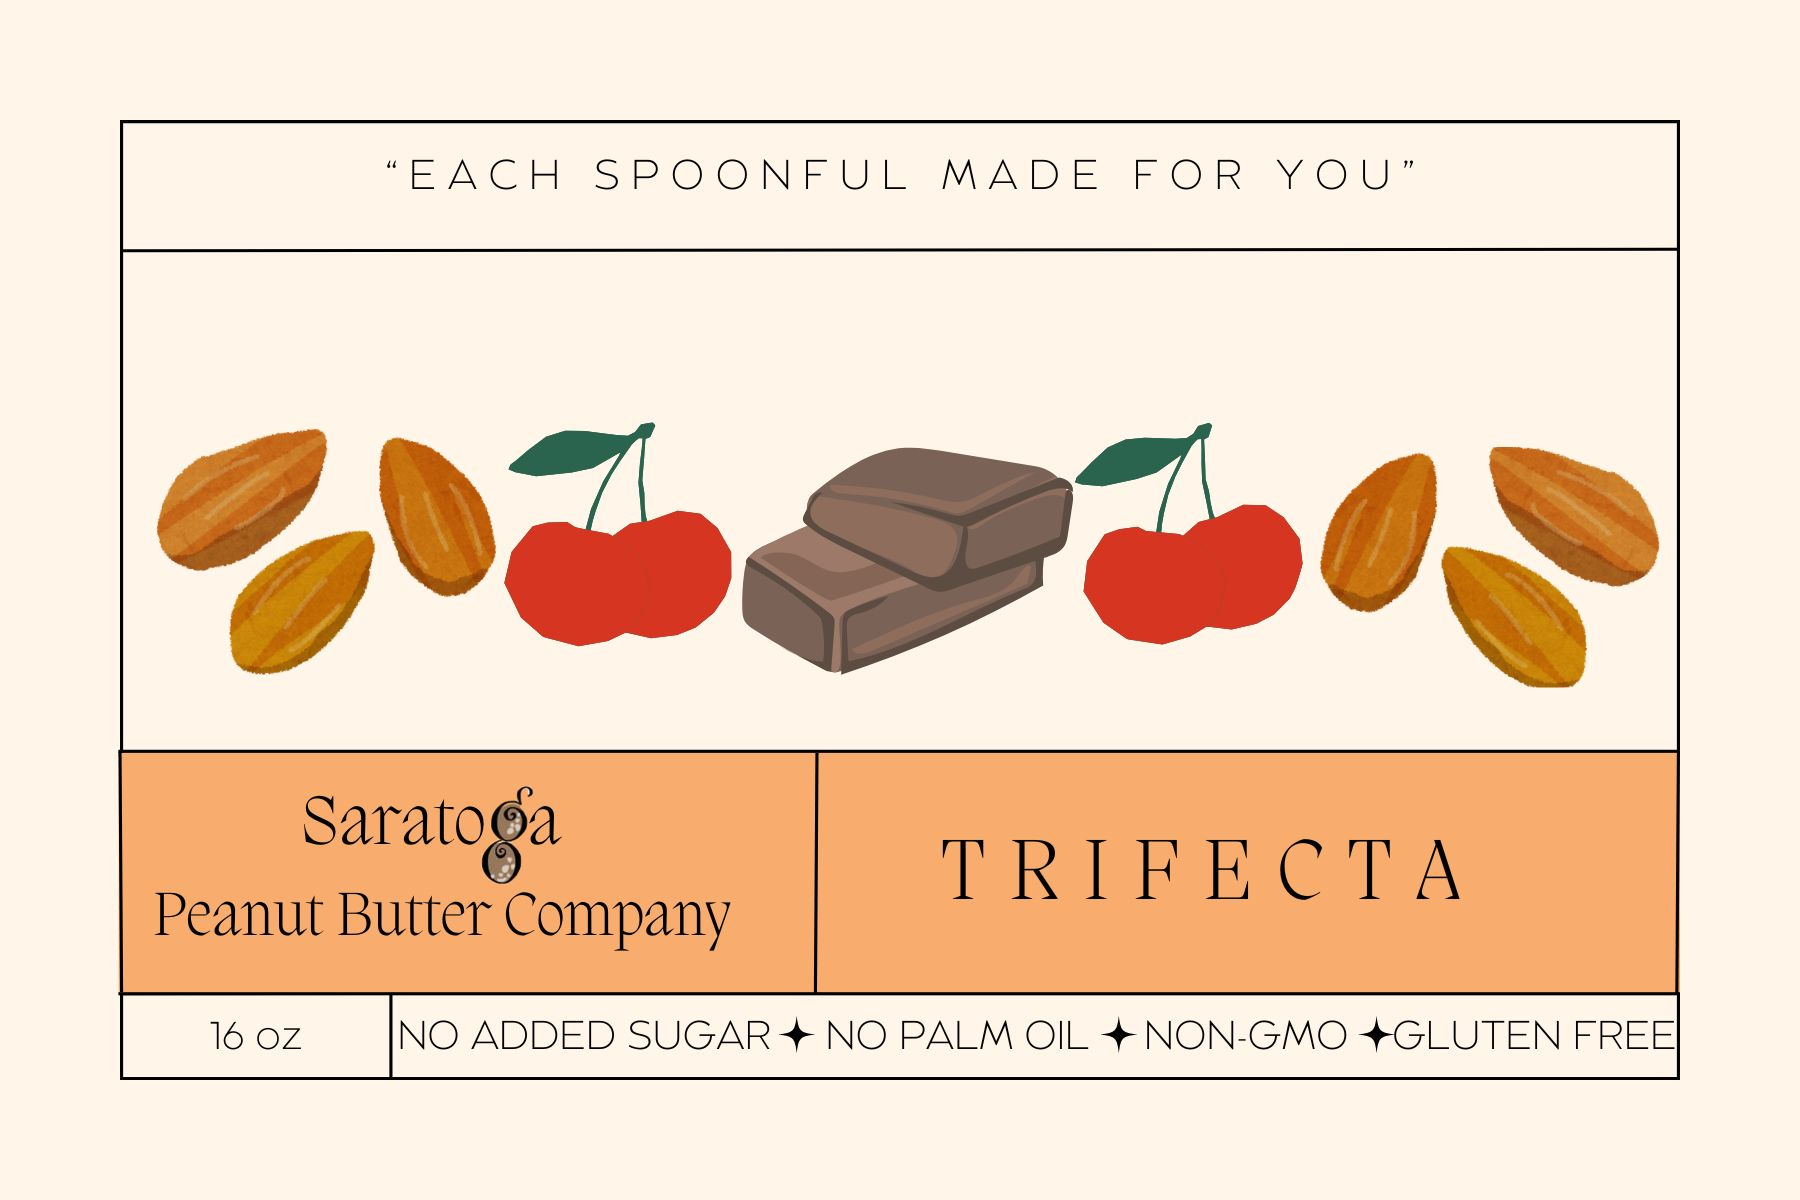 “EACH SPOONFUL MADE FOR YOU”
Saratoga
Peanut Butter Company
TRIFECTA
16 oz
NO ADDED SUGAR ✦ NO PALM OIL ✦ NON-GMO ✦ GLUTEN FREE